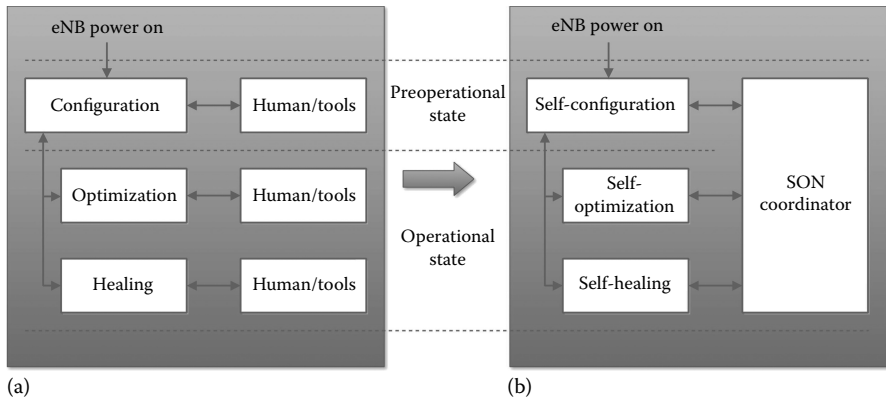 eNB power on
Configuration
Human/tools
Optimization
Human/tools
Healing
Human/tools
(a)
Preoperational
state
Operational
state
eNB power on
Self-configuration
Self-
optimization
Self-healing
SON
coordinator
(b)